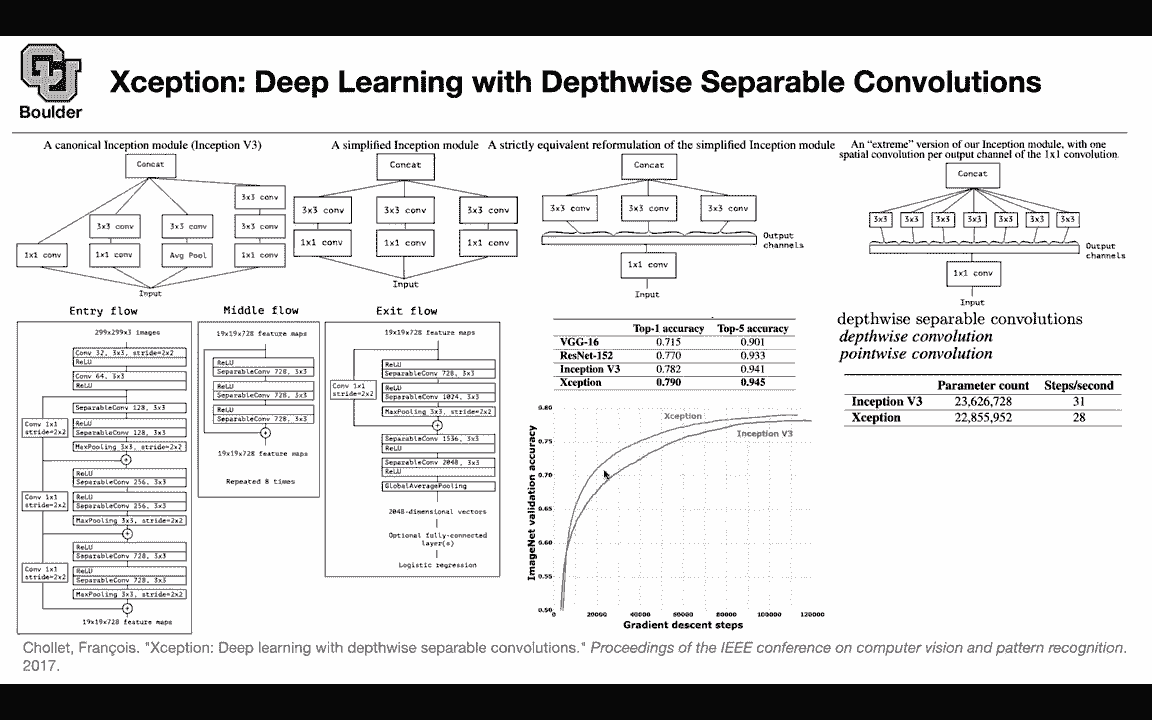 CU
Boulder
Xception: Deep Learning with Depthwise Separable Convolutions
A canonical Inception module (Inception V3)
Concat
3x3 conv
3x3 conv
3x3 conv
3x3 conv
1x1 conv
1x1 conv
Avg Pool
1x1 conv
Input
A simplified Inception module
Concat
3x3 conv
3x3 conv
3x3 conv
1x1 conv
1x1 conv
1x1 conv
Input
A strictly equivalent reformulation of the simplified Inception module
Concat
3x3 conv
3x3 conv
3x3 conv
Output
channels
1x1 conv
Input
An “extreme” version of our Inception module, with one
spatial convolution per output channel of the 1x1 convolution.
Concat
3x3
3x3
3x3
3x3
3x3
3x3
3x3
Output
channels
1x1 conv
Input
Entry flow
299x299x3 images
Conv 32, 3x3, stride=2x2
ReLU
Conv 64, 3x3
ReLU
SeparableConv 128, 3x3
Conv 1x1
stride=2x2
ReLU
SeparableConv 128, 3x3
MaxPooling 3x3, stride=2x2
+
ReLU
SeparableConv 256, 3x3
Conv 1x1
stride=2x2
ReLU
SeparableConv 256, 3x3
MaxPooling 3x3, stride=2x2
+
ReLU
SeparableConv 728, 3x3
Conv 1x1
stride=2x2
ReLU
SeparableConv 728, 3x3
MaxPooling 3x3, stride=2x2
+
19x19x728 feature maps
Middle flow
19x19x728 feature maps
ReLU
SeparableConv 728, 3x3
ReLU
SeparableConv 728, 3x3
ReLU
SeparableConv 728, 3x3
+
19x19x728 feature maps
Repeated 8 times
Exit flow
19x19x728 feature maps
ReLU
SeparableConv 728, 3x3
Conv 1x1
stride=2x2
ReLU
SeparableConv 1024, 3x3
MaxPooling 3x3, stride=2x2
+
SeparableConv 1536, 3x3
ReLU
SeparableConv 2048, 3x3
ReLU
GlobalAveragePooling
2048-dimensional vectors
Optional fully-connected
layer(s)
Logistic regression
Top-1 accuracy Top-5 accuracy
VGG-16 0.715 0.901
ResNet-152 0.770 0.933
Inception V3 0.782 0.941
Xception 0.790 0.945
ImageNet validation accuracy
0.80
0.75
0.70
0.65
0.60
0.55
0.50
Xception
Inception V3
0 20000 40000 60000 80000 100000 120000
Gradient descent steps
depthwise separable convolutions
depthwise convolution
pointwise convolution
Parameter count Steps/second
Inception V3 23,626,728 31
Xception 22,855,952 28
Chollet, François. "Xception: Deep learning with depthwise separable convolutions." Proceedings of the IEEE conference on computer vision and pattern recognition.
2017.